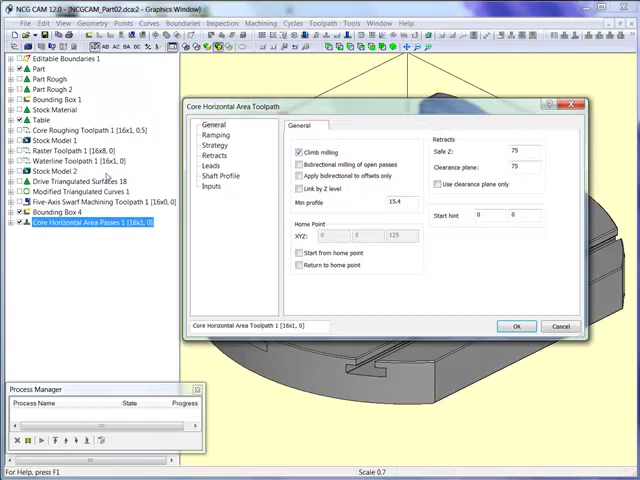 NCG CAM 12.0 - [NCGCAM_Part02.dca:2 - Graphics Window]
File Edit View Geometry Points Curves Boundaries Inspection Machining Cycles Toolpath Tools Window Help
Editable Boundaries 1
Part
Part Rough
Part Rough 2
Bounding Box 1
Stock Material
Table
Core Roughing Toolpath 1 [16x1, 0.5]
Stock Model 1
Raster Toolpath 1 [16x8, 0]
Waterline Toolpath 1 [16x1, 0]
Stock Model 2
Drive Triangulated Surfaces 18
Modified Triangulated Curves 1
Five-Axis Swarf Machining Toolpath 1 [16x0, 0]
Bounding Box 4
Core Horizontal Area Passes 1 [16x1, 0]
Core Horizontal Area Toolpath
General
Ramping
Strategy
Retracts
Leads
Shaft Profile
Inputs
General
Climb milling
Bidirectional milling of open passes
Apply bidirectional to offsets only
Link by Z level
Min profile 15.4
Home Point
XYZ: 0 0 125
Start from home point
Return to home point
Retracts
Safe Z: 75
Clearance plane: 75
Use clearance plane only
Start hint 0 0
Core Horizontal Area Toolpath 1 [16x1, 0]
OK Cancel
Process Manager
Process Name State Progress
For Help, press F1
Scale 0.7